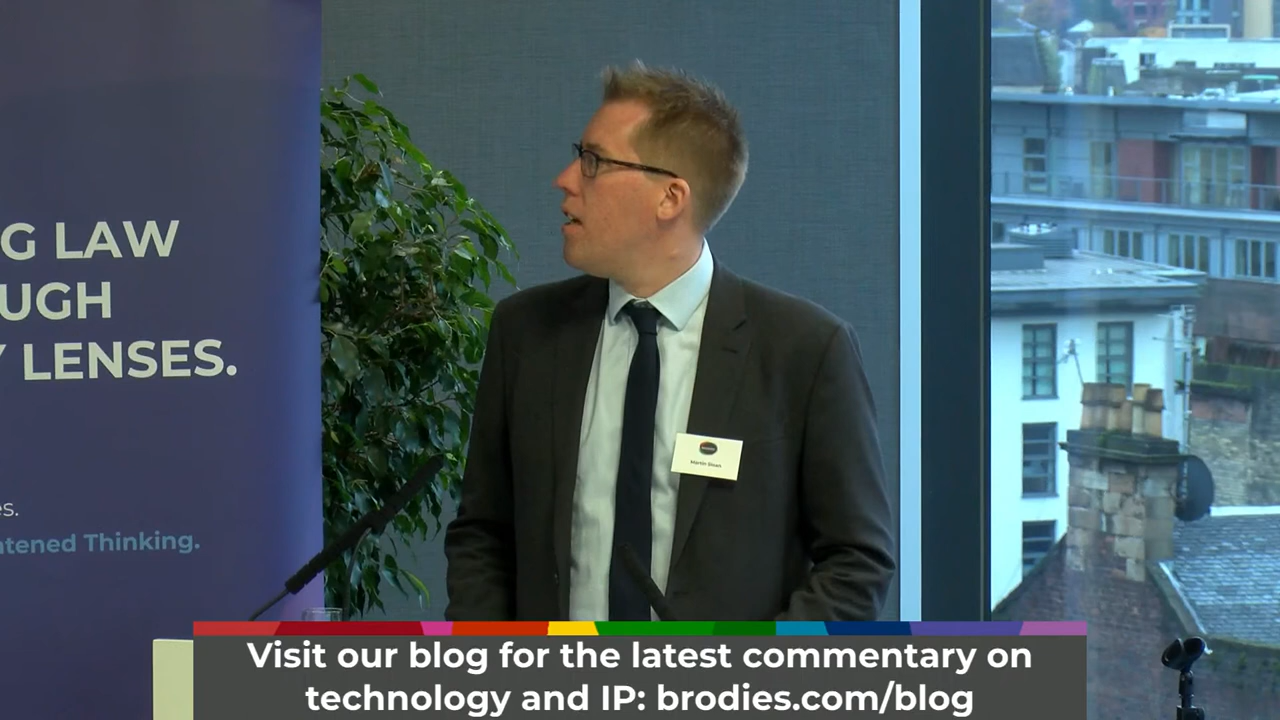 G LAW
UGH
Y LENSES.
s.
tened Thinking.
Martin Sloan
Visit our blog for the latest commentary on
technology and IP: brodies.com/blog